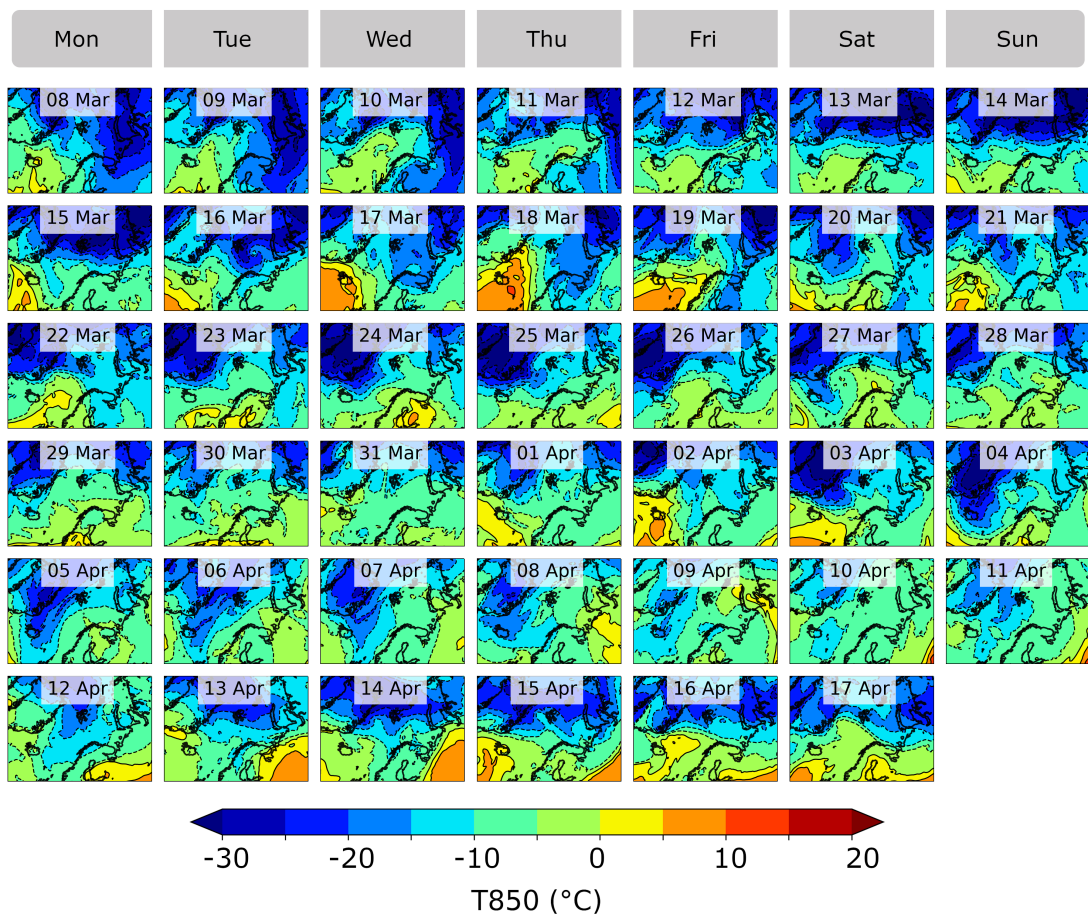 Mon Tue Wed Thu Fri Sat Sun
08 Mar 09 Mar 10 Mar 11 Mar 12 Mar 13 Mar 14 Mar
15 Mar 16 Mar 17 Mar 18 Mar 19 Mar 20 Mar 21 Mar
22 Mar 23 Mar 24 Mar 25 Mar 26 Mar 27 Mar 28 Mar
29 Mar 30 Mar 31 Mar 01 Apr 02 Apr 03 Apr 04 Apr
05 Apr 06 Apr 07 Apr 08 Apr 09 Apr 10 Apr 11 Apr
12 Apr 13 Apr 14 Apr 15 Apr 16 Apr 17 Apr
-30 -20 -10 0 10 20
T850 (°C)